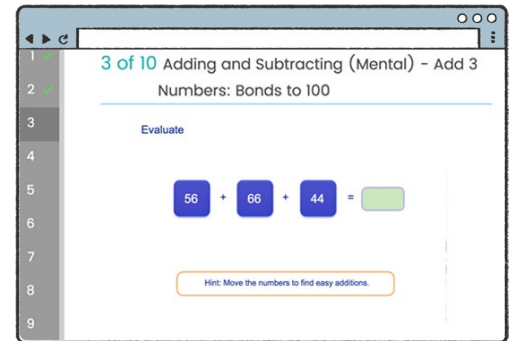 1
2
3
4
5
6
7
8
9
3 of 10 Adding and Subtracting (Mental) - Add 3
Numbers: Bonds to 100
Evaluate
56 + 66 + 44 =
Hint: Move the numbers to find easy additions.